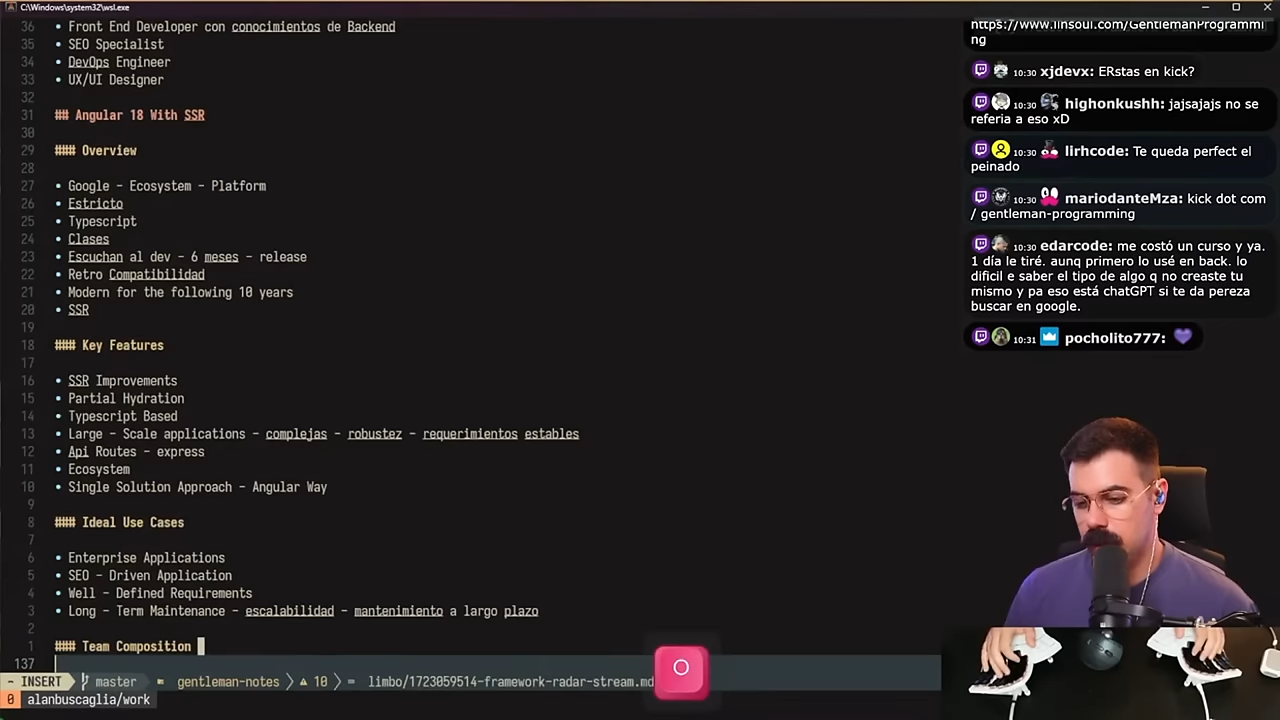 C:\Windows\system32\wsl.exe
36 • Front End Developer con conocimientos de Backend
35 • SEO Specialist
34 • DevOps Engineer
33 • UX/UI Designer
32
31 ## Angular 18 With SSR
30
29 #### Overview
28
27 • Google - Ecosystem - Platform
26 • Estricto
25 • Typescript
24 • Clases
23 • Escuchan al dev - 6 meses - release
22 • Retro Compatibilidad
21 • Modern for the following 10 years
20 • SSR
19
18 #### Key Features
17
16 • SSR Improvements
15 • Partial Hydration
14 • Typescript Based
13 • Large - Scale applications - complejas - robustez - requerimientos estables
12 • Api Routes - express
11 • Ecosystem
10 • Single Solution Approach - Angular Way
9
8 #### Ideal Use Cases
7
6 • Enterprise Applications
5 • SEO - Driven Application
4 • Well - Defined Requirements
3 • Long - Term Maintenance - escalabilidad - mantenimiento a largo plazo
2
1 #### Team Composition
137
- INSERT master gentleman-notes 10 limbo/1723059514-framework-radar-stream.md
0 alanbuscaglia/work
O
https://www.linsoul.com/GentlemanProgrammi
ng
10:30 xjdevx: ERstas en kick?
10:30 highonkushh: jajsajajs no se
referia a eso xD
10:30 lirhcode: Te queda perfect el
peinado
10:30 mariodanteMza: kick dot com
/ gentleman-programming
10:30 edarcode: me costó un curso y ya.
1 día le tiré. aunq primero lo usé en back. lo
dificil e saber el tipo de algo q no creaste tu
mismo y pa eso está chatGPT si te da pereza
buscar en google.
10:31 pocholito777: